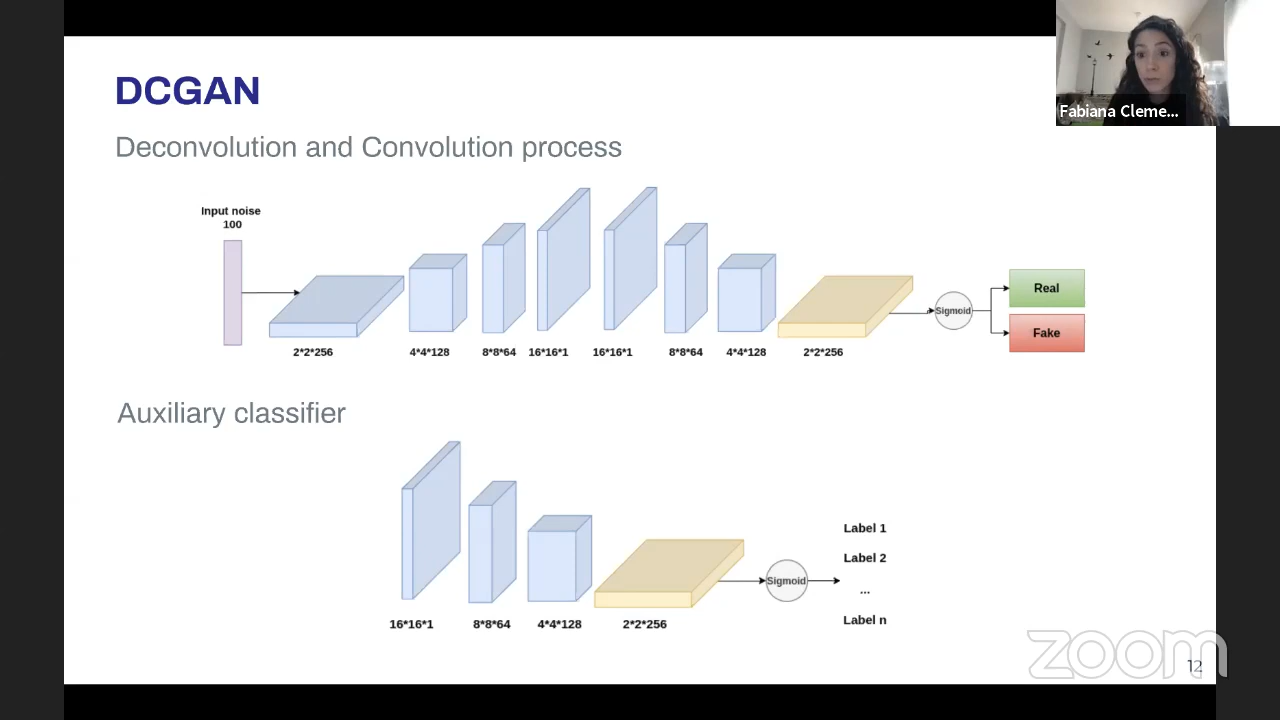 DCGAN
Fabiana Cleme...
Deconvolution and Convolution process
Input noise
100
2*2*256
4*4*128
8*8*64
16*16*1
16*16*1
8*8*64
4*4*128
2*2*256
Sigmoid
Real
Fake
Auxiliary classifier
16*16*1
8*8*64
4*4*128
2*2*256
Sigmoid
Label 1
Label 2
...
Label n
zoom
12